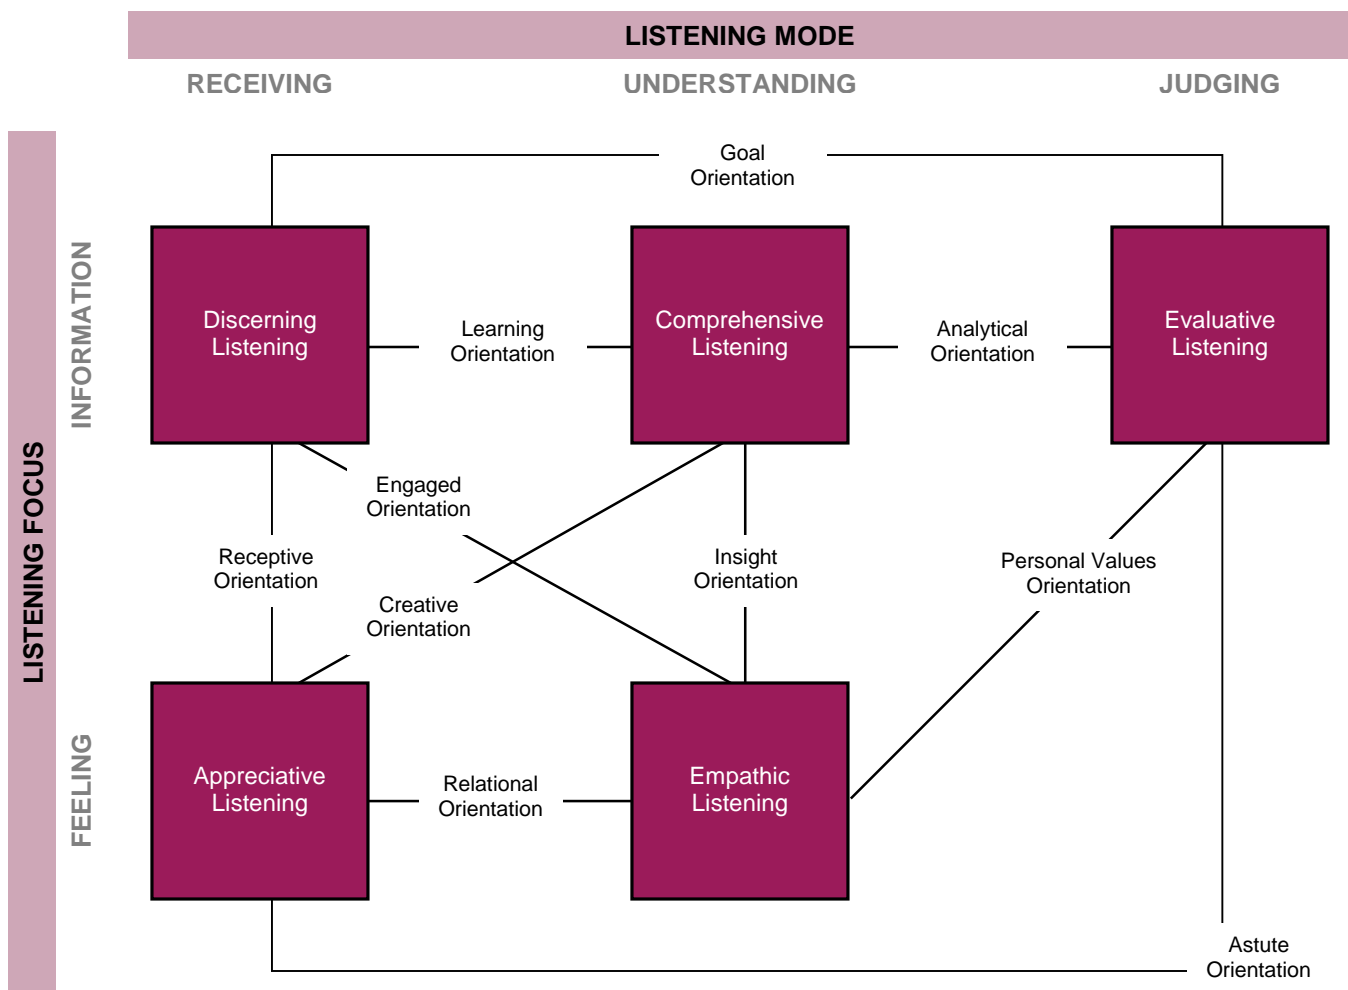 LISTENING MODE
RECEIVING
UNDERSTANDING
JUDGING
LISTENING FOCUS
INFORMATION
FEELING
Goal
Orientation
Discerning
Listening
Learning
Orientation
Comprehensive
Listening
Analytical
Orientation
Evaluative
Listening
Engaged
Orientation
Receptive
Orientation
Insight
Orientation
Personal Values
Orientation
Creative
Orientation
Appreciative
Listening
Relational
Orientation
Empathic
Listening
Astute
Orientation